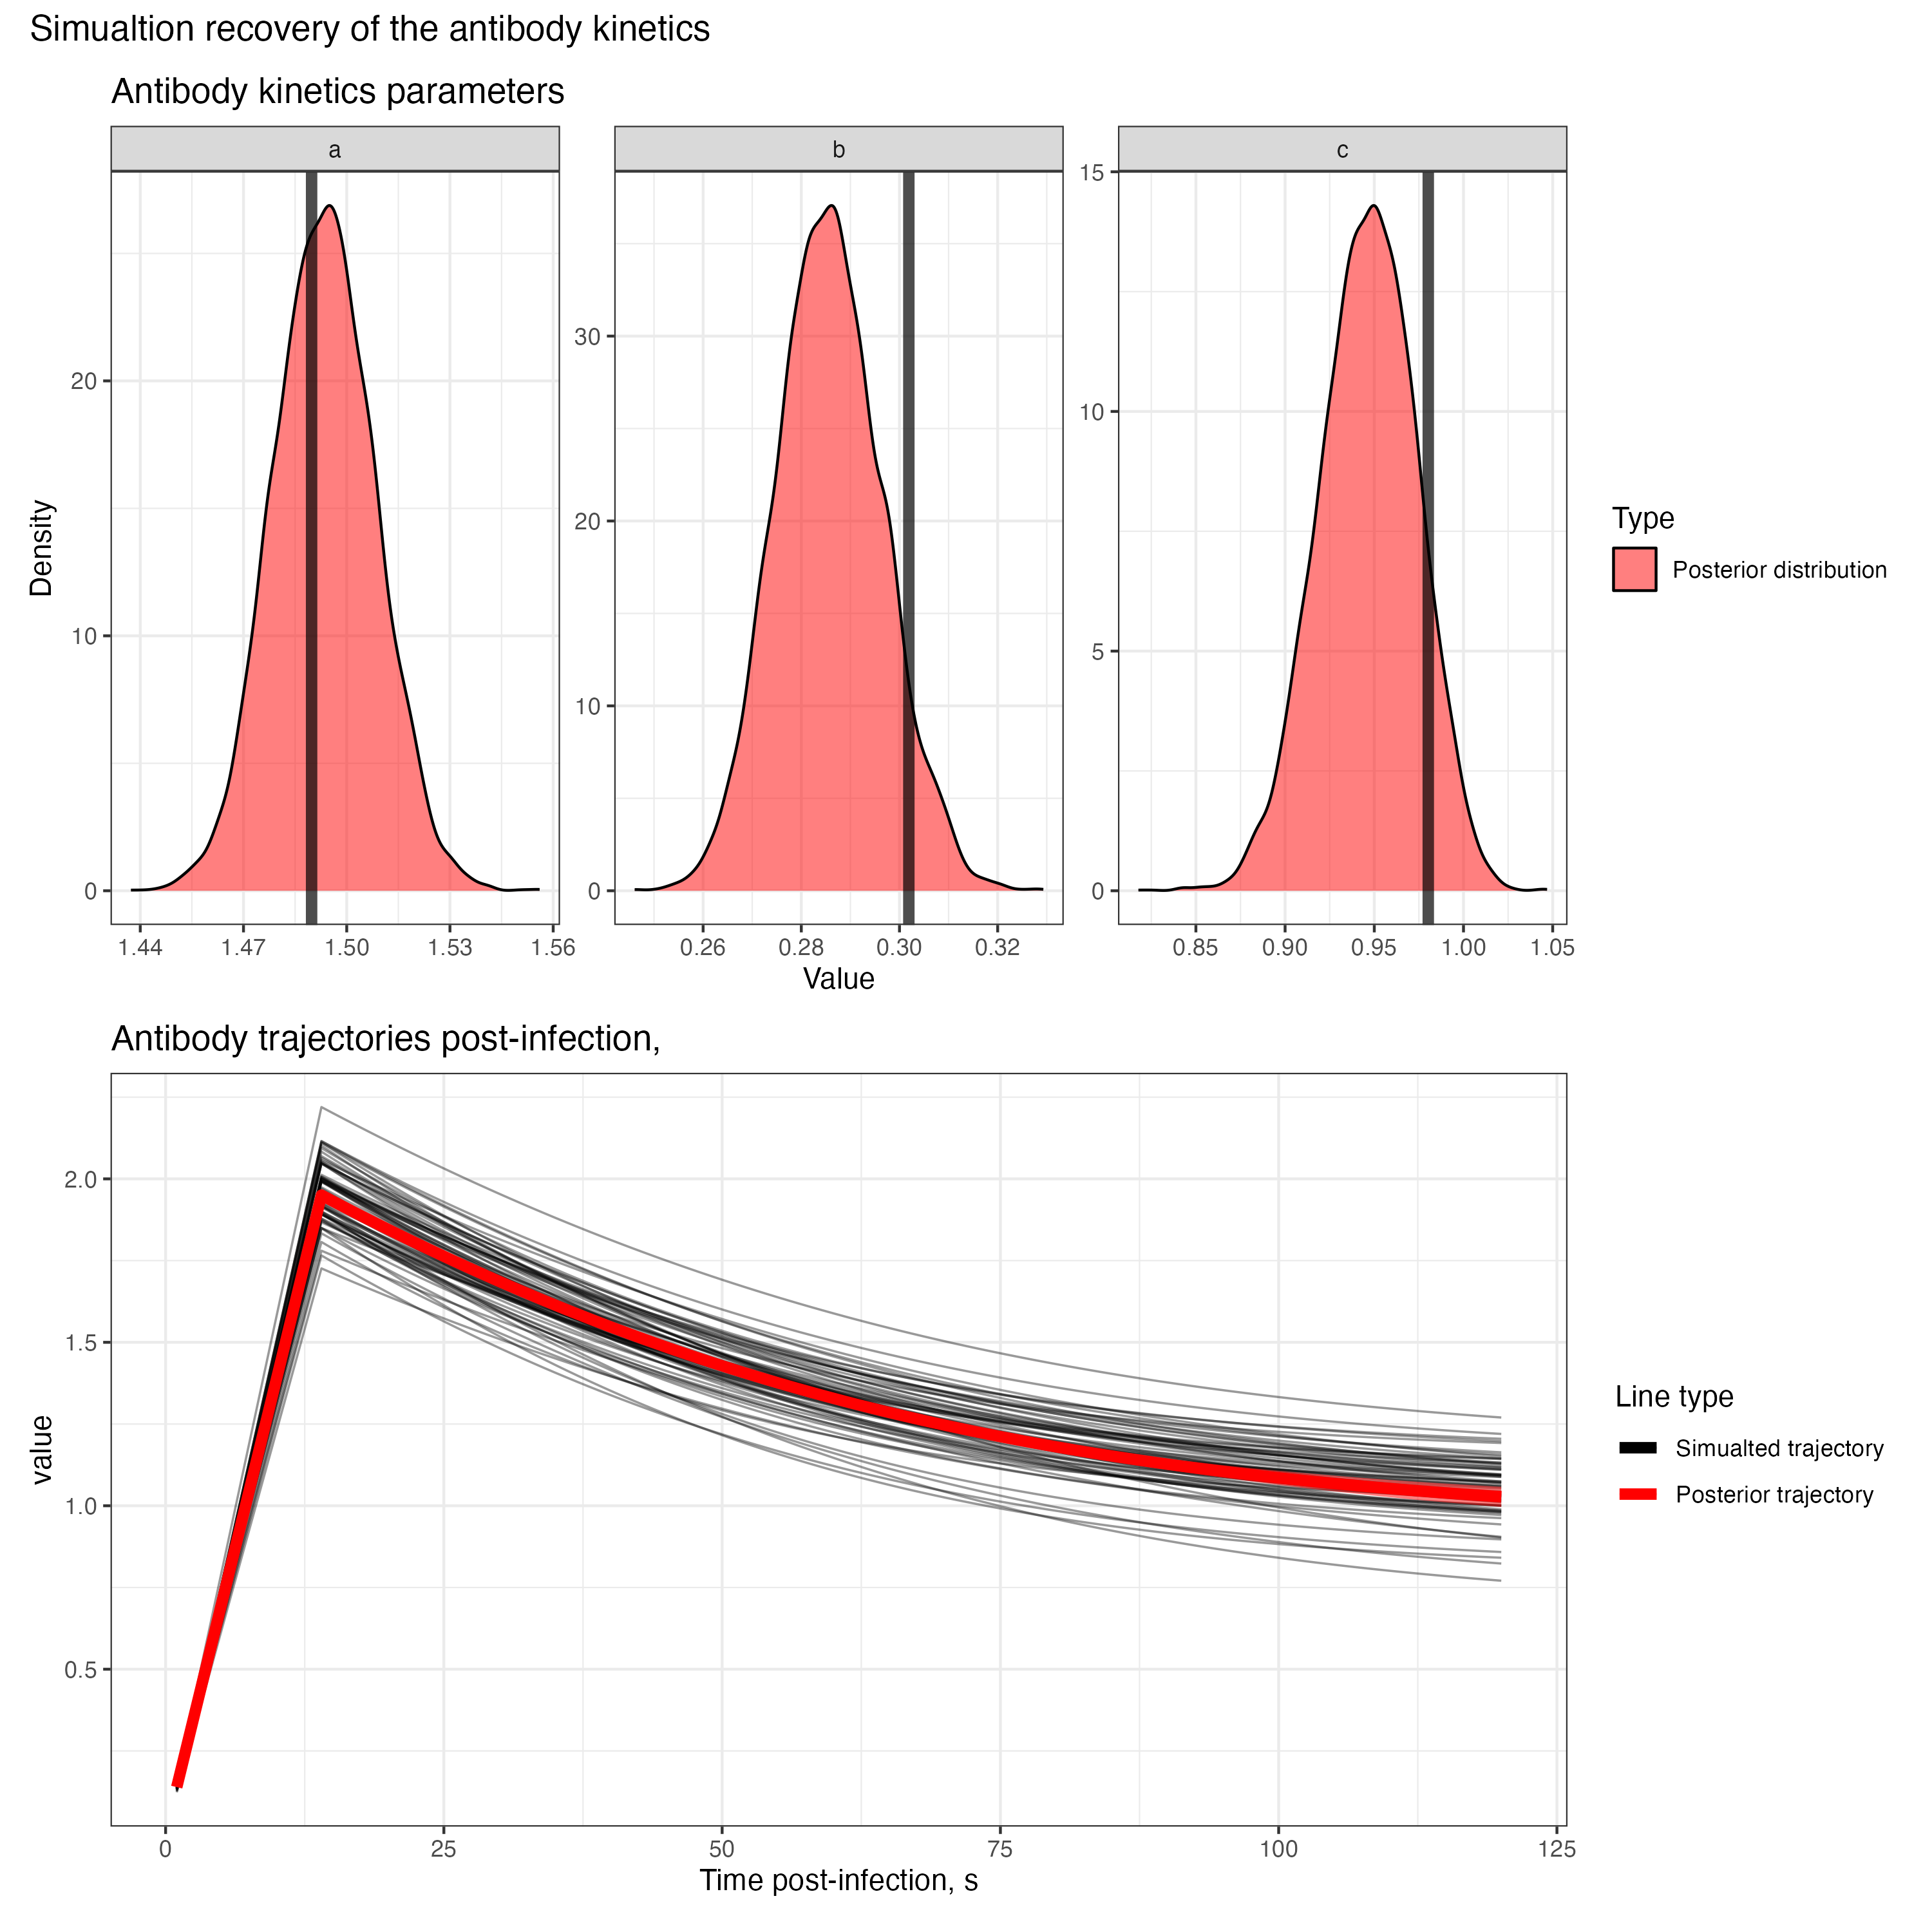 Simualtion recovery of the antibody kinetics
Antibody kinetics parameters
a
b
c
Density
20
10
0
30
20
10
0
15
10
5
0
1.44 1.47 1.50 1.53 1.56
0.26 0.28 0.30 0.32
0.85 0.90 0.95 1.00 1.05
Value
Type
Posterior distribution
Antibody trajectories post-infection,
value
2.0
1.5
1.0
0.5
0 25 50 75 100 125
Time post-infection, s
Line type
Simualted trajectory
Posterior trajectory